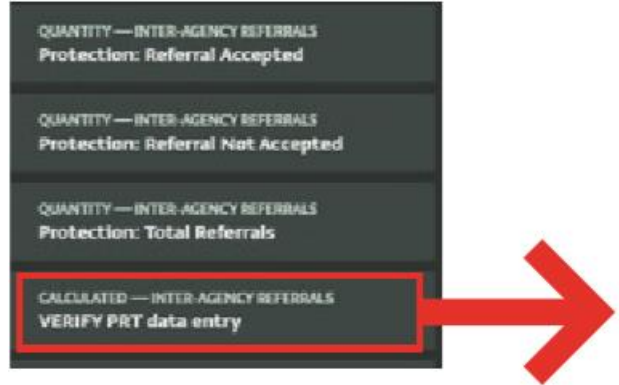 QUANTITY — INTER-AGENCY REFERRALS
Protection: Referral Accepted
QUANTITY — INTER-AGENCY REFERRALS
Protection: Referral Not Accepted
QUANTITY — INTER-AGENCY REFERRALS
Protection: Total Referrals
CALCULATED — INTER-AGENCY REFERRALS
VERIFY PRT data entry